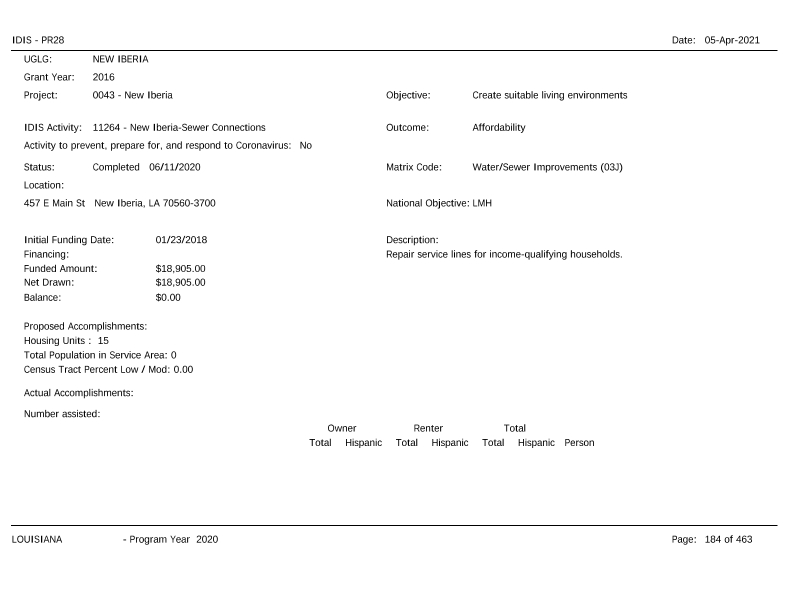 IDIS - PR28 Date: 05-Apr-2021
UGLG: NEW IBERIA
Grant Year: 2016
Project: 0043 - New Iberia Objective: Create suitable living environments
IDIS Activity: 11264 - New Iberia-Sewer Connections Outcome: Affordability
Activity to prevent, prepare for, and respond to Coronavirus: No
Status: Completed 06/11/2020 Matrix Code: Water/Sewer Improvements (03J)
Location:
457 E Main St New Iberia, LA 70560-3700 National Objective: LMH
Initial Funding Date: 01/23/2018 Description:
Financing: Repair service lines for income-qualifying households.
Funded Amount: $18,905.00
Net Drawn: $18,905.00
Balance: $0.00
Proposed Accomplishments:
Housing Units : 15
Total Population in Service Area: 0
Census Tract Percent Low / Mod: 0.00
Actual Accomplishments:
Number assisted:
Owner Renter Total
Total Hispanic Total Hispanic Total Hispanic Person
LOUISIANA - Program Year 2020 Page: 184 of 463